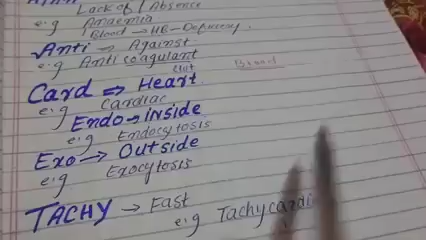 Lack of / Absence
e.g Anaemia
Blood → HB-Deficiency.
Anti → Against
e.g Anti coagulant
Clot
Blood
Card => Heart
e.g Cardiac
Endo → Inside
e.g Endocytosis
Exo → Outside
e.g Exocytosis
TACHY → Fast
e.g Tachycardi